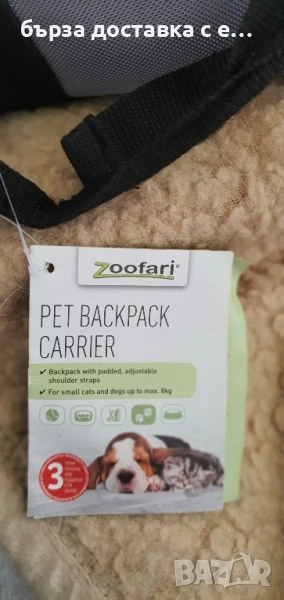 бърза доставка с е…
zoofari®
PET BACKPACK
CARRIER
✔ Backpack with padded, adjustable
shoulder straps
✔ For small cats and dogs up to max. 8kg
3
BAZAR